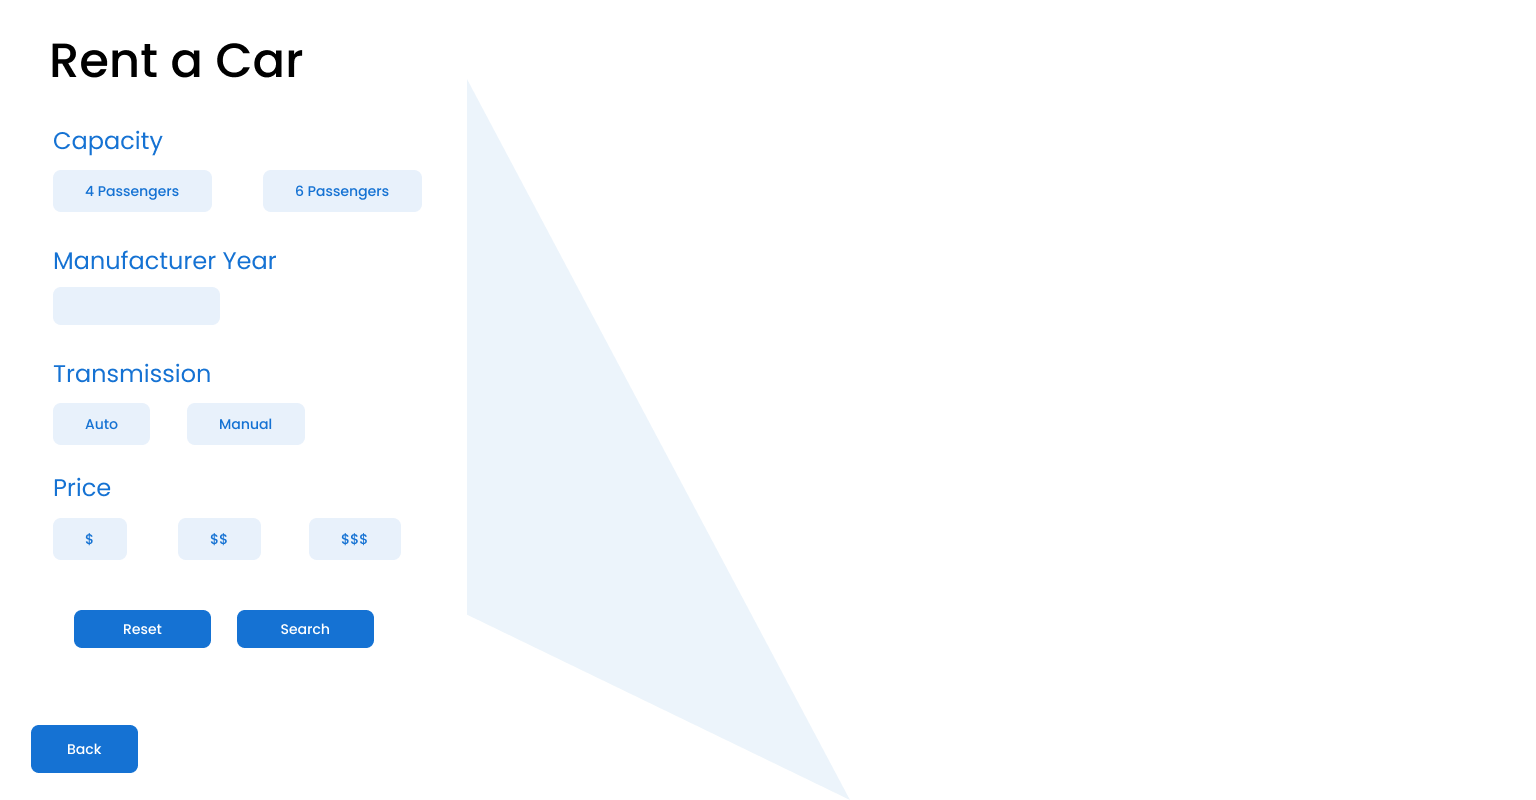 Rent a Car
Capacity
4 Passengers
6 Passengers
Manufacturer Year
Transmission
Auto
Manual
Price
$
$$
$$$
Reset
Search
Back